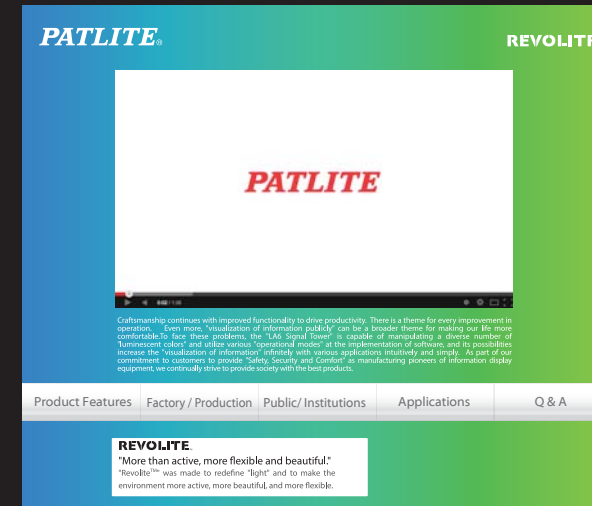 PATLITE®
REVOLITE
PATLITE
0:02 / 1:00
Craftsmanship continues with improved functionality to drive productivity. There is a theme for every improvement in
operation. Even more, "visualization of information publicly" can be a broader theme for making our life more
comfortable.To face these problems, the "LA6 Signal Tower" is capable of manipulating a diverse number of
"luminescent colors" and utilize various "operational modes" at the implementation of software, and its possibilities
increase the "visualization of information" infinitely with various applications intuitively and simply. As part of our
commitment to customers to provide "Safety, Security and Comfort" as manufacturing pioneers of information display
equipment, we continually strive to provide society with the best products.
Product Features Factory / Production Public/ Institutions Applications Q & A
REVOLITE
"More than active, more flexible and beautiful."
"Revolite™" was made to redefine "light" and to make the
environment more active, more beautiful, and more flexible.